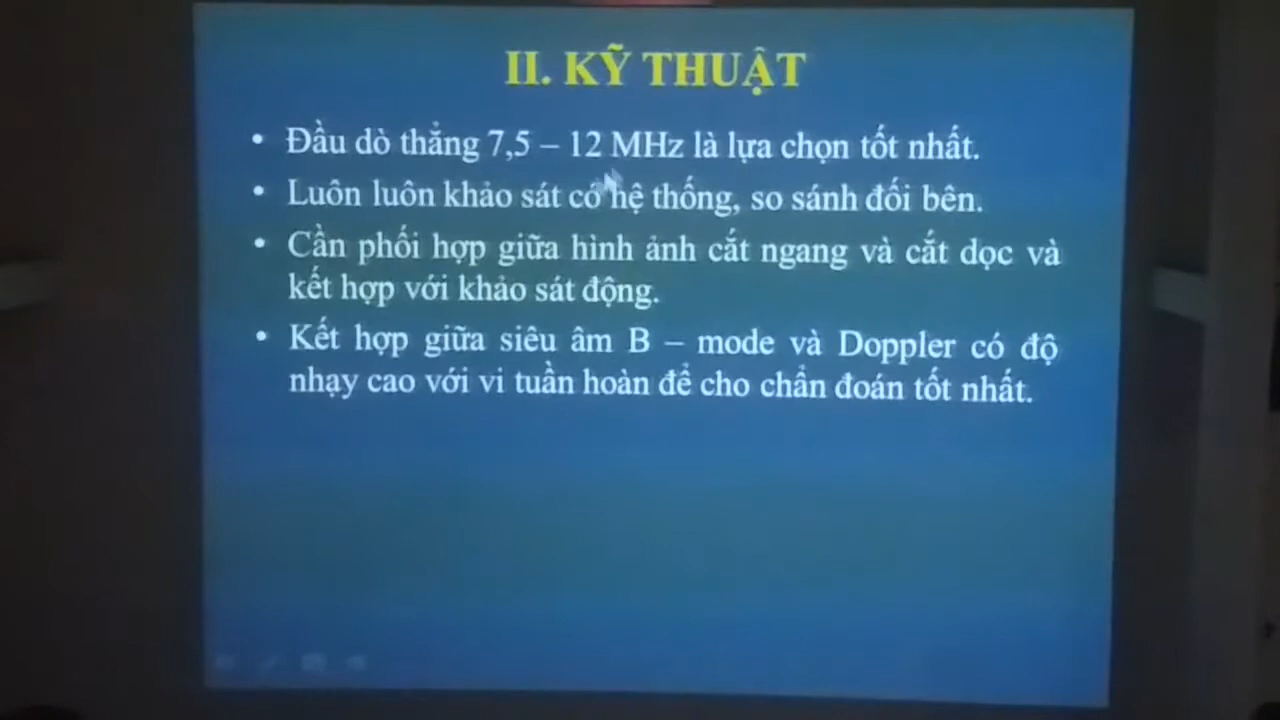 II. KỸ THUẬT
• Đầu dò thẳng 7,5 – 12 MHz là lựa chọn tốt nhất.
• Luôn luôn khảo sát có hệ thống, so sánh đối bên.
• Cần phối hợp giữa hình ảnh cắt ngang và cắt dọc và
kết hợp với khảo sát động.
• Kết hợp giữa siêu âm B – mode và Doppler có độ
nhạy cao với vi tuần hoàn để cho chẩn đoán tốt nhất.